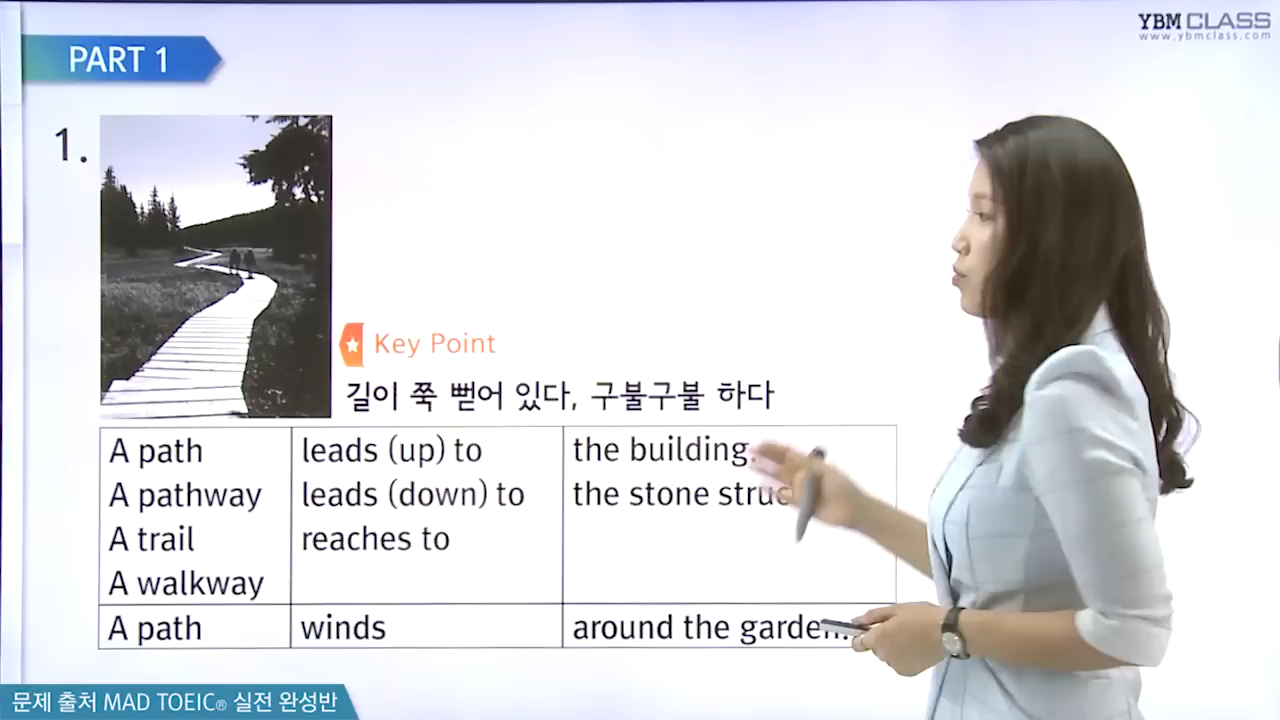 YBM CLASS
www.ybmclass.com
PART 1
1.
Key Point
길이 쭉 뻗어 있다, 구불구불 하다
A path leads (up) to the building.
A pathway leads (down) to the stone
A trail reaches to
A walkway
A path winds around the garden.
문제 출처 MAD TOEIC® 실전 완성반